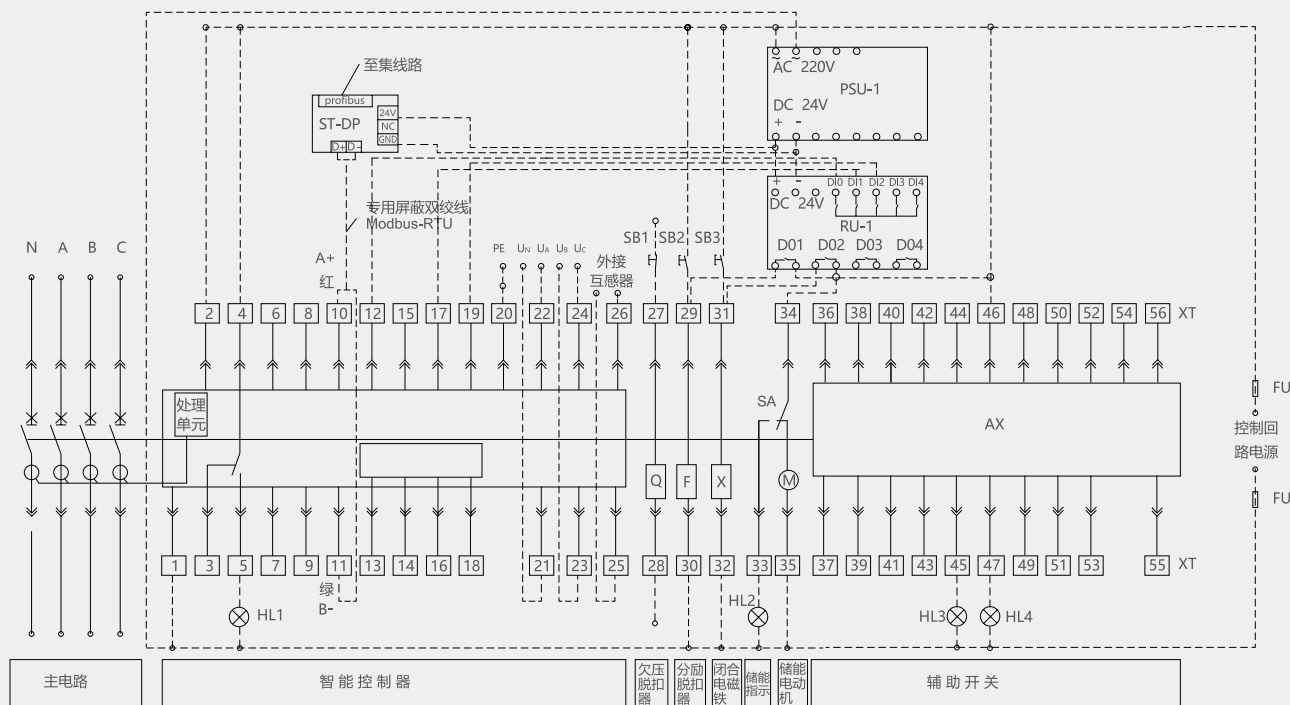 至集线路
profibus
ST-DP
24V
NC
GND
D+ D-
AC 220V
PSU-1
DC 24V
+ -
+ -
DI0 DI1 DI2 DI3 DI4
DC 24V
RU-1
D01 D02 D03 D04
专用屏蔽双绞线
Modbus-RTU
SB1 SB2 SB3
N A B C
A+
红
PE UN UA UB UC
外接
互感器
2 4 6 8 10 12 15 17 19 20 22 24 26 27 29 31 34 36 38 40 42 44 46 48 50 52 54 56 XT
处理
单元
SA
AX
FU
控制回
路电源
FU
Q F X M
1 3 5 7 9 11 13 14 16 18 21 23 25 28 30 32 33 35 37 39 41 43 45 47 49 51 53 55 XT
绿
B-
HL1
HL2
HL3
HL4
主电路
智能控制器
欠压
脱扣
器
分励
脱扣
器
闭合
电磁
铁
储能
指示
储能
电动
机
辅助开关